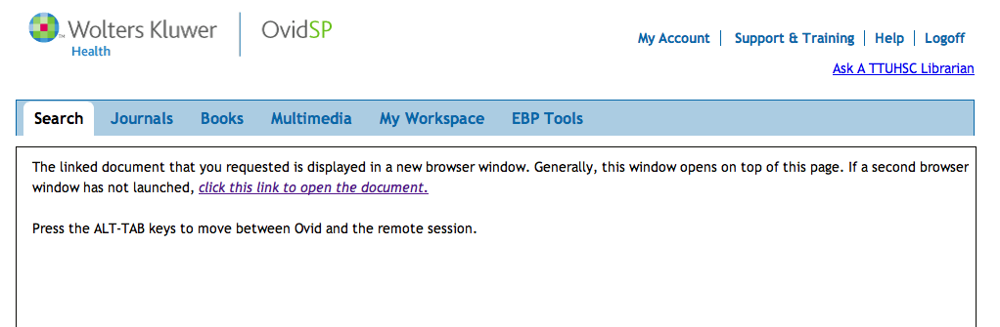 Wolters Kluwer OvidSP
Health
My Account | Support & Training | Help | Logoff
Ask A TTUHSC Librarian
Search Journals Books Multimedia My Workspace EBP Tools
The linked document that you requested is displayed in a new browser window. Generally, this window opens on top of this page. If a second browser
window has not launched, click this link to open the document.
Press the ALT-TAB keys to move between Ovid and the remote session.